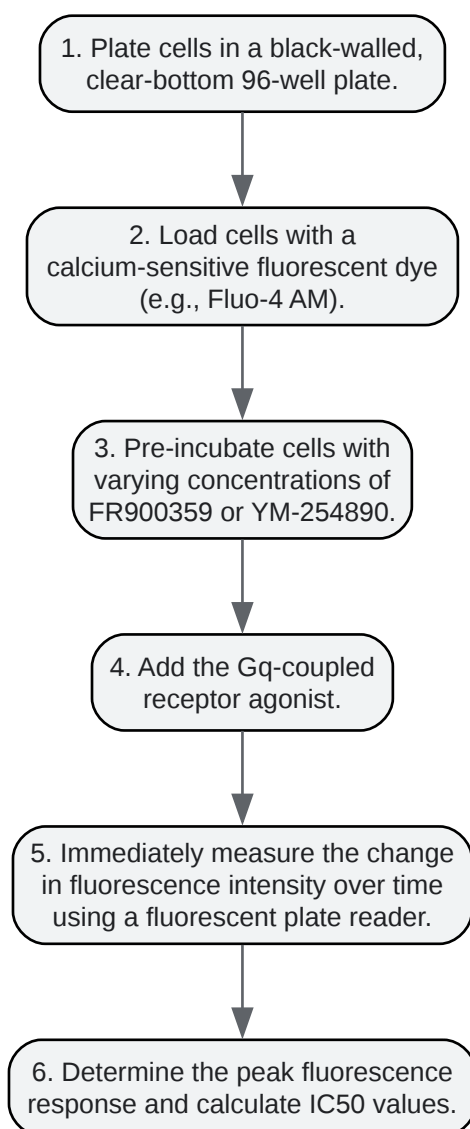 1. Plate cells in a black-walled,
clear-bottom 96-well plate.
2. Load cells with a
calcium-sensitive fluorescent dye
(e.g., Fluo-4 AM).
3. Pre-incubate cells with
varying concentrations of
FR900359 or YM-254890.
4. Add the Gq-coupled
receptor agonist.
5. Immediately measure the change
in fluorescence intensity over time
using a fluorescent plate reader.
6. Determine the peak fluorescence
response and calculate IC50 values.